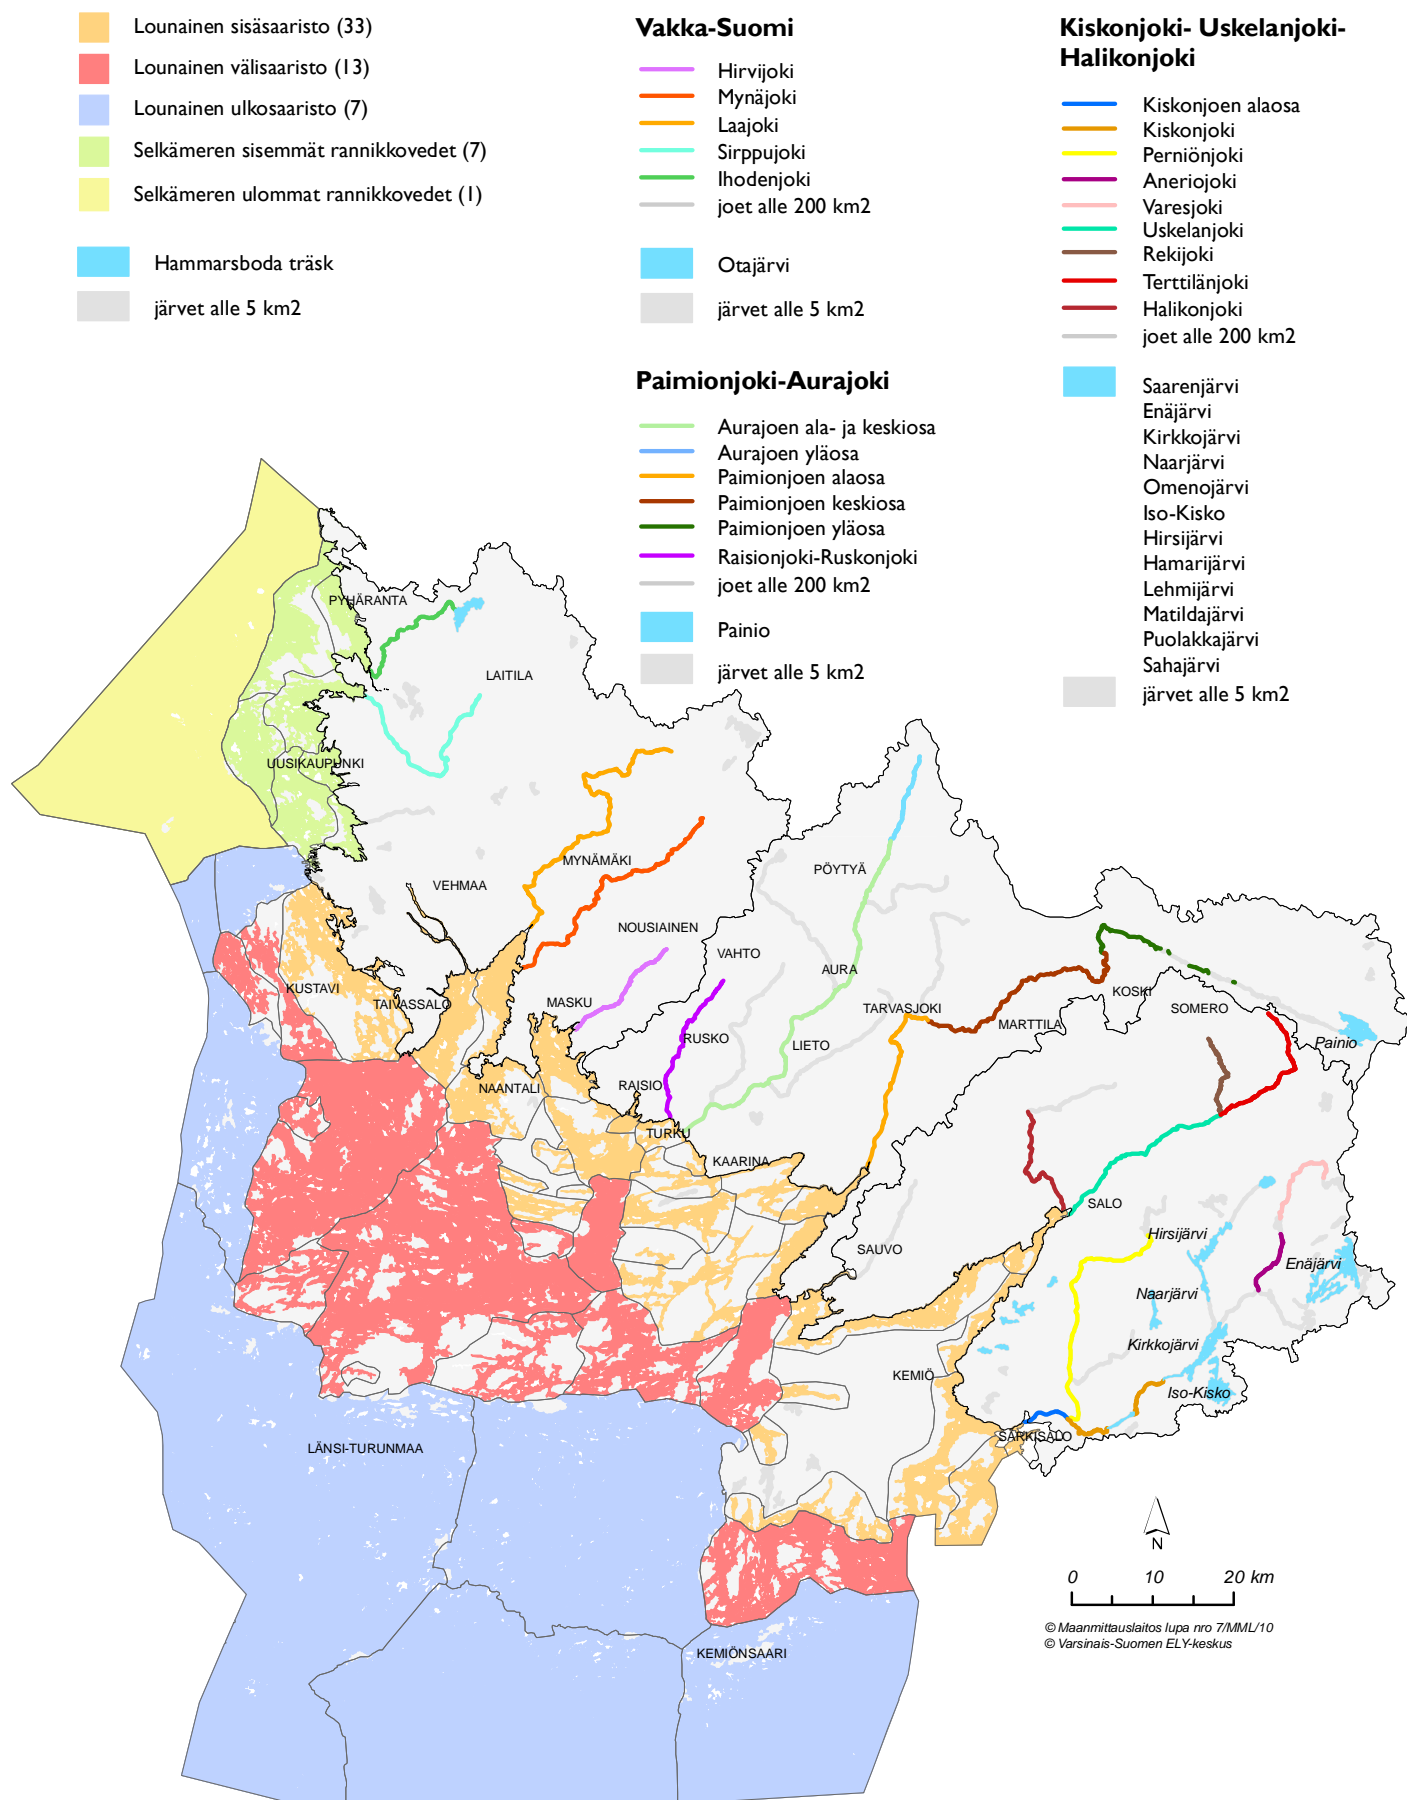 Lounainen sisäsaaristo (33)
Lounainen välisaaristo (13)
Lounainen ulkosaaristo (7)
Selkämeren sisemmät rannikkovedet (7)
Selkämeren ulommat rannikkovedet (1)
Hammarsboda träsk
järvet alle 5 km2
Vakka-Suomi
Hirvijoki
Mynäjoki
Laajoki
Sirppujoki
Ihodenjoki
joet alle 200 km2
Otajärvi
järvet alle 5 km2
Paimionjoki-Aurajoki
Aurajoen ala- ja keskiosa
Aurajoen yläosa
Paimionjoen alaosa
Paimionjoen keskiosa
Paimionjoen yläosa
Raisionjoki-Ruskonjoki
joet alle 200 km2
Painio
järvet alle 5 km2
Kiskonjoki- Uskelanjoki-
Halikonjoki
Kiskonjoen alaosa
Kiskonjoki
Perniönjoki
Aneriojoki
Varesjoki
Uskelanjoki
Rekijoki
Terttilänjoki
Halikonjoki
joet alle 200 km2
Saarenjärvi
Enäjärvi
Kirkkojärvi
Naarjärvi
Omenojärvi
Iso-Kisko
Hirsijärvi
Hamarijärvi
Lehmijärvi
Matildajärvi
Puolakkajärvi
Sahajärvi
järvet alle 5 km2
PYHÄRANTA
LAITILA
UUSIKAUPUNKI
MYNÄMÄKI
VEHMAA
PÖYTYÄ
NOUSIAINEN
VAHTO
AURA
KUSTAVI
TAIVASSALO
MASKU
TARVASJOKI
KOSKI
SOMERO
MARTTILA
RUSKO
LIETO
Painio
NAANTALI
RAISIO
TURKU
KAARINA
SALO
SAUVO
Hirsijärvi
Enäjärvi
Naarjärvi
Kirkkojärvi
KEMIÖ
Iso-Kisko
SÄRKISALO
LÄNSI-TURUNMAA
KEMIÖNSAARI
N
0 10 20 km
© Maanmittauslaitos lupa nro 7/MML/10
© Varsinais-Suomen ELY-keskus